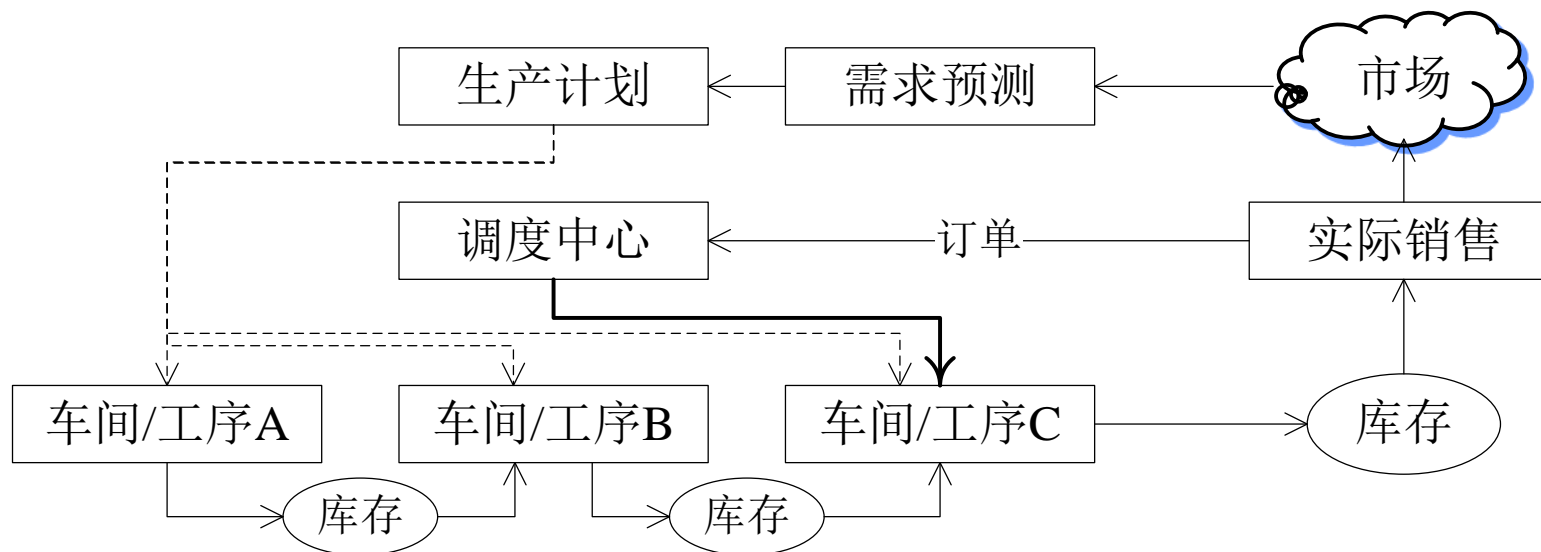 生产计划
需求预测
市场
调度中心
订单
实际销售
车间/工序A
车间/工序B
车间/工序C
库存
库存
库存